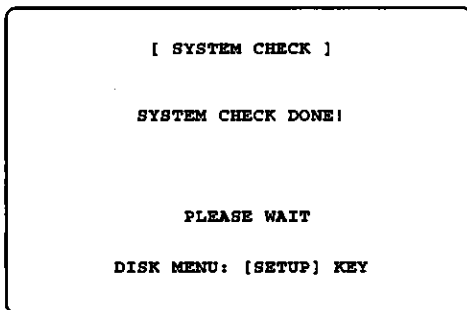 [ SYSTEM CHECK ]
SYSTEM CHECK DONE!
PLEASE WAIT
DISK MENU: [SETUP] KEY